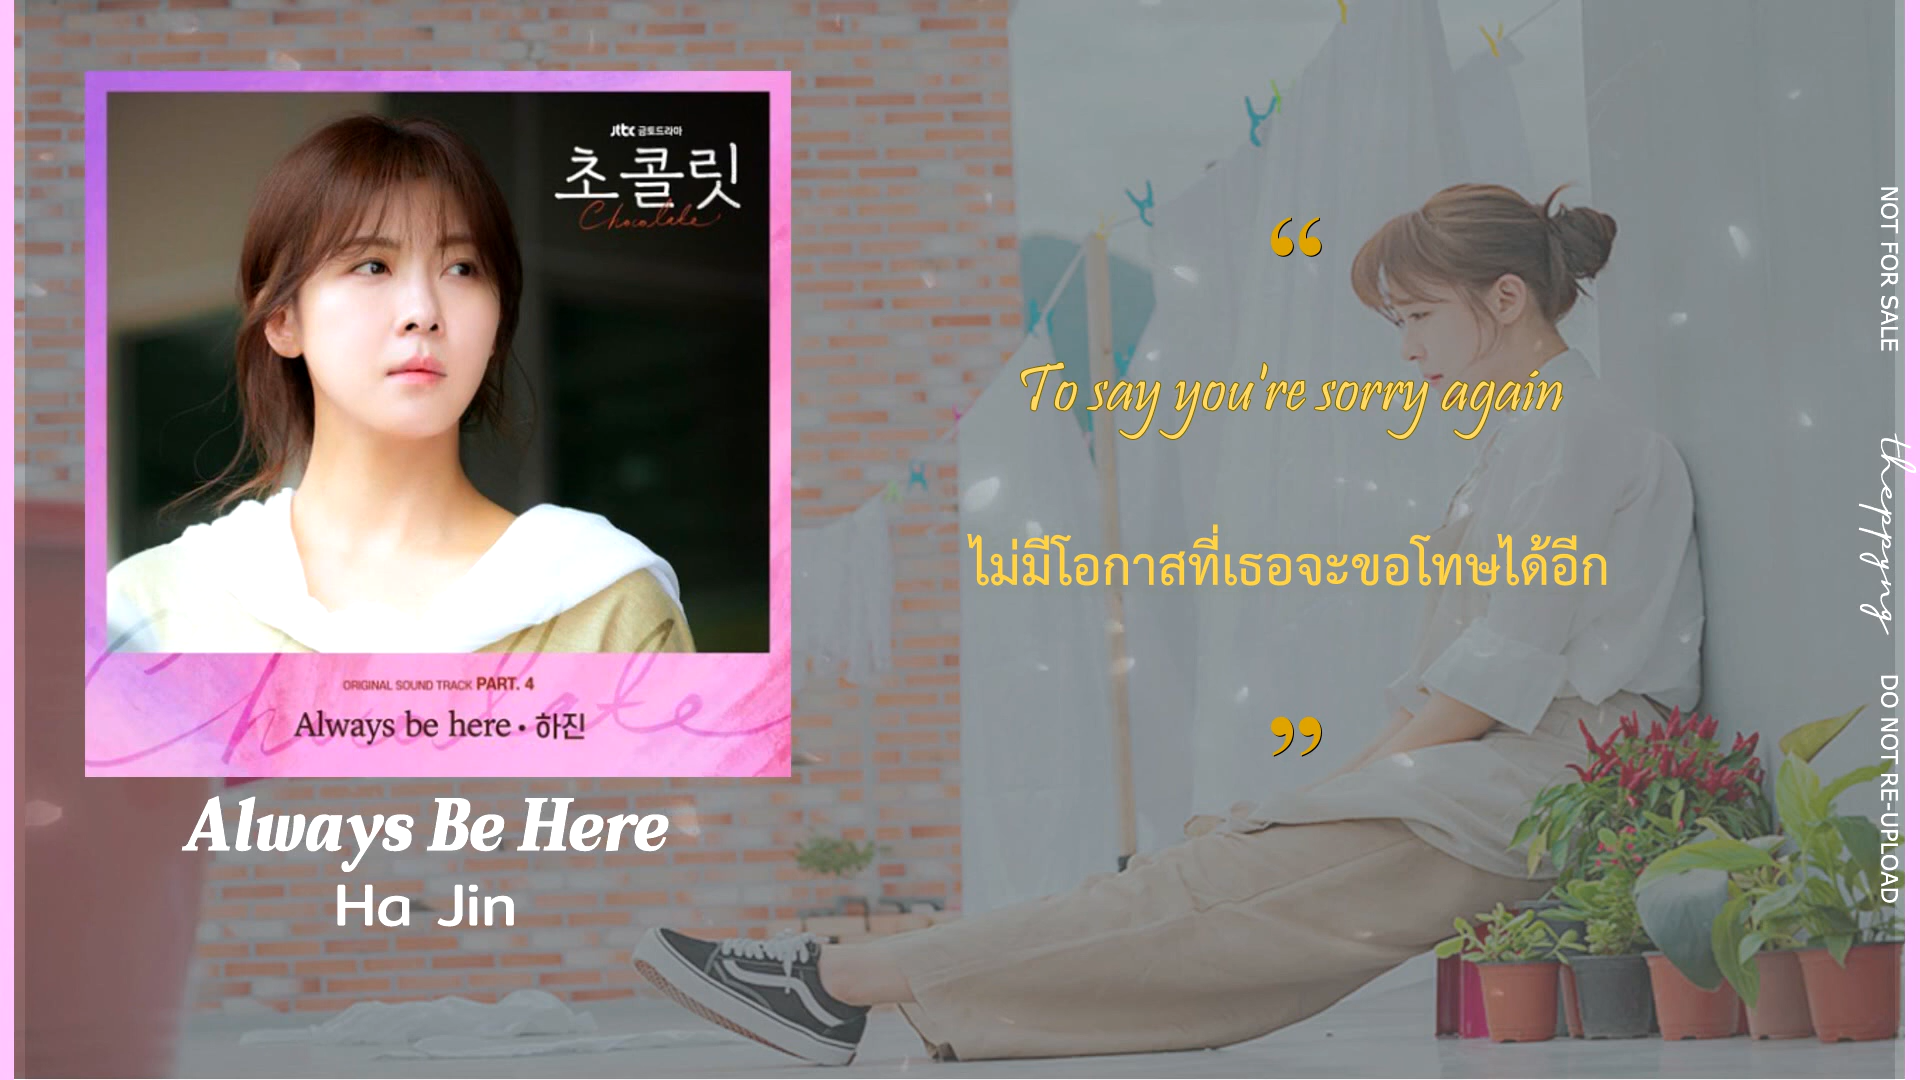 jtbc 금토드라마
초콜릿
Chocolate
Chocolate
ORIGINAL SOUND TRACK PART. 4
Always be here • 하진
Always Be Here
Ha Jin
“
To say you're sorry again
ไม่มีโอกาสที่เธอจะขอโทษได้อีก
”
NOT FOR SALE
theppyng
DO NOT RE-UPLOAD